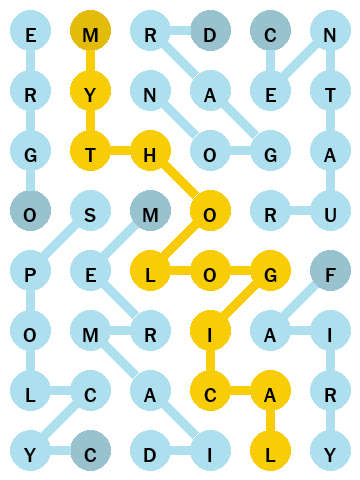 E M R D C N
R Y N A E T
G T H O G A
O S M O R U
P E L O G F
O M R I A I
L C A C A R
Y C D I L Y